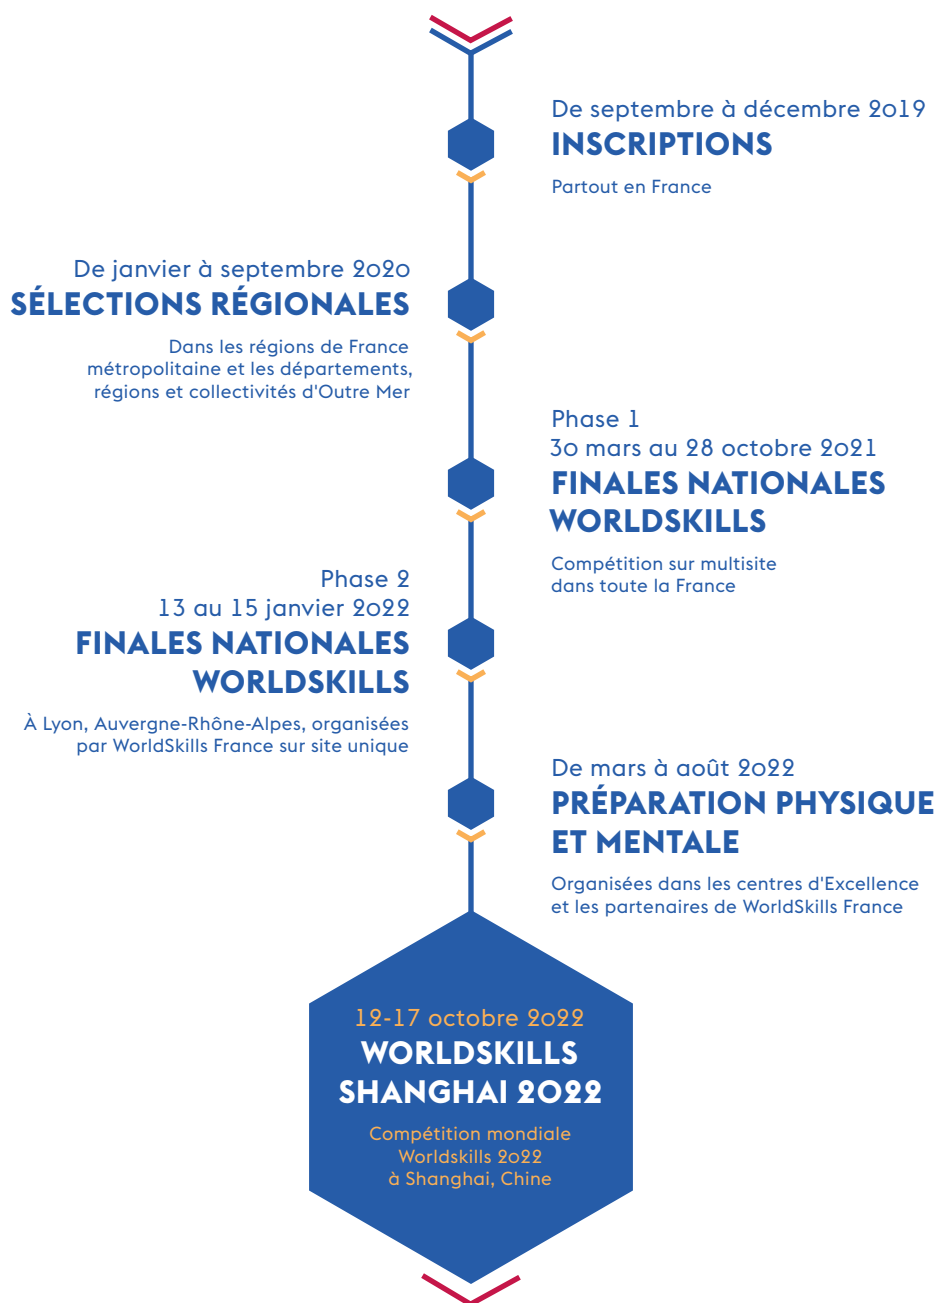 De septembre à décembre 2019
INSCRIPTIONS
Partout en France
De janvier à septembre 2020
SÉLECTIONS RÉGIONALES
Dans les régions de France
métropolitaine et les départements,
régions et collectivités d'Outre Mer
Phase 1
30 mars au 28 octobre 2021
FINALES NATIONALES
WORLDSKILLS
Compétition sur multisite
dans toute la France
Phase 2
13 au 15 janvier 2022
FINALES NATIONALES
WORLDSKILLS
À Lyon, Auvergne-Rhône-Alpes, organisées
par WorldSkills France sur site unique
De mars à août 2022
PRÉPARATION PHYSIQUE
ET MENTALE
Organisées dans les centres d'Excellence
et les partenaires de WorldSkills France
12-17 octobre 2022
WORLDSKILLS
SHANGHAI 2022
Compétition mondiale
Worldskills 2022
à Shanghai, Chine